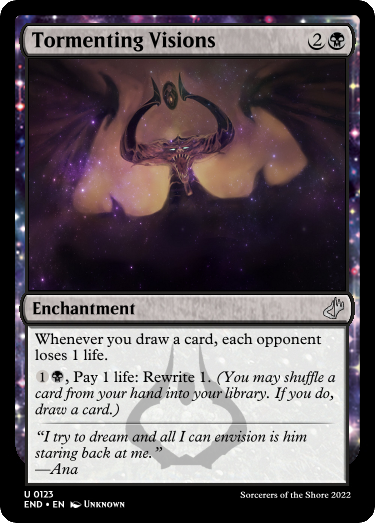 Tormenting Visions 2
Enchantment
Whenever you draw a card, each opponent
loses 1 life.
1, Pay 1 life: Rewrite 1. (You may shuffle a
card from your hand into your library. If you do,
draw a card.)
“I try to dream and all I can envision is him
staring back at me.”
—Ana
U 0123
END • EN Unknown
Sorcerers of the Shore 2022